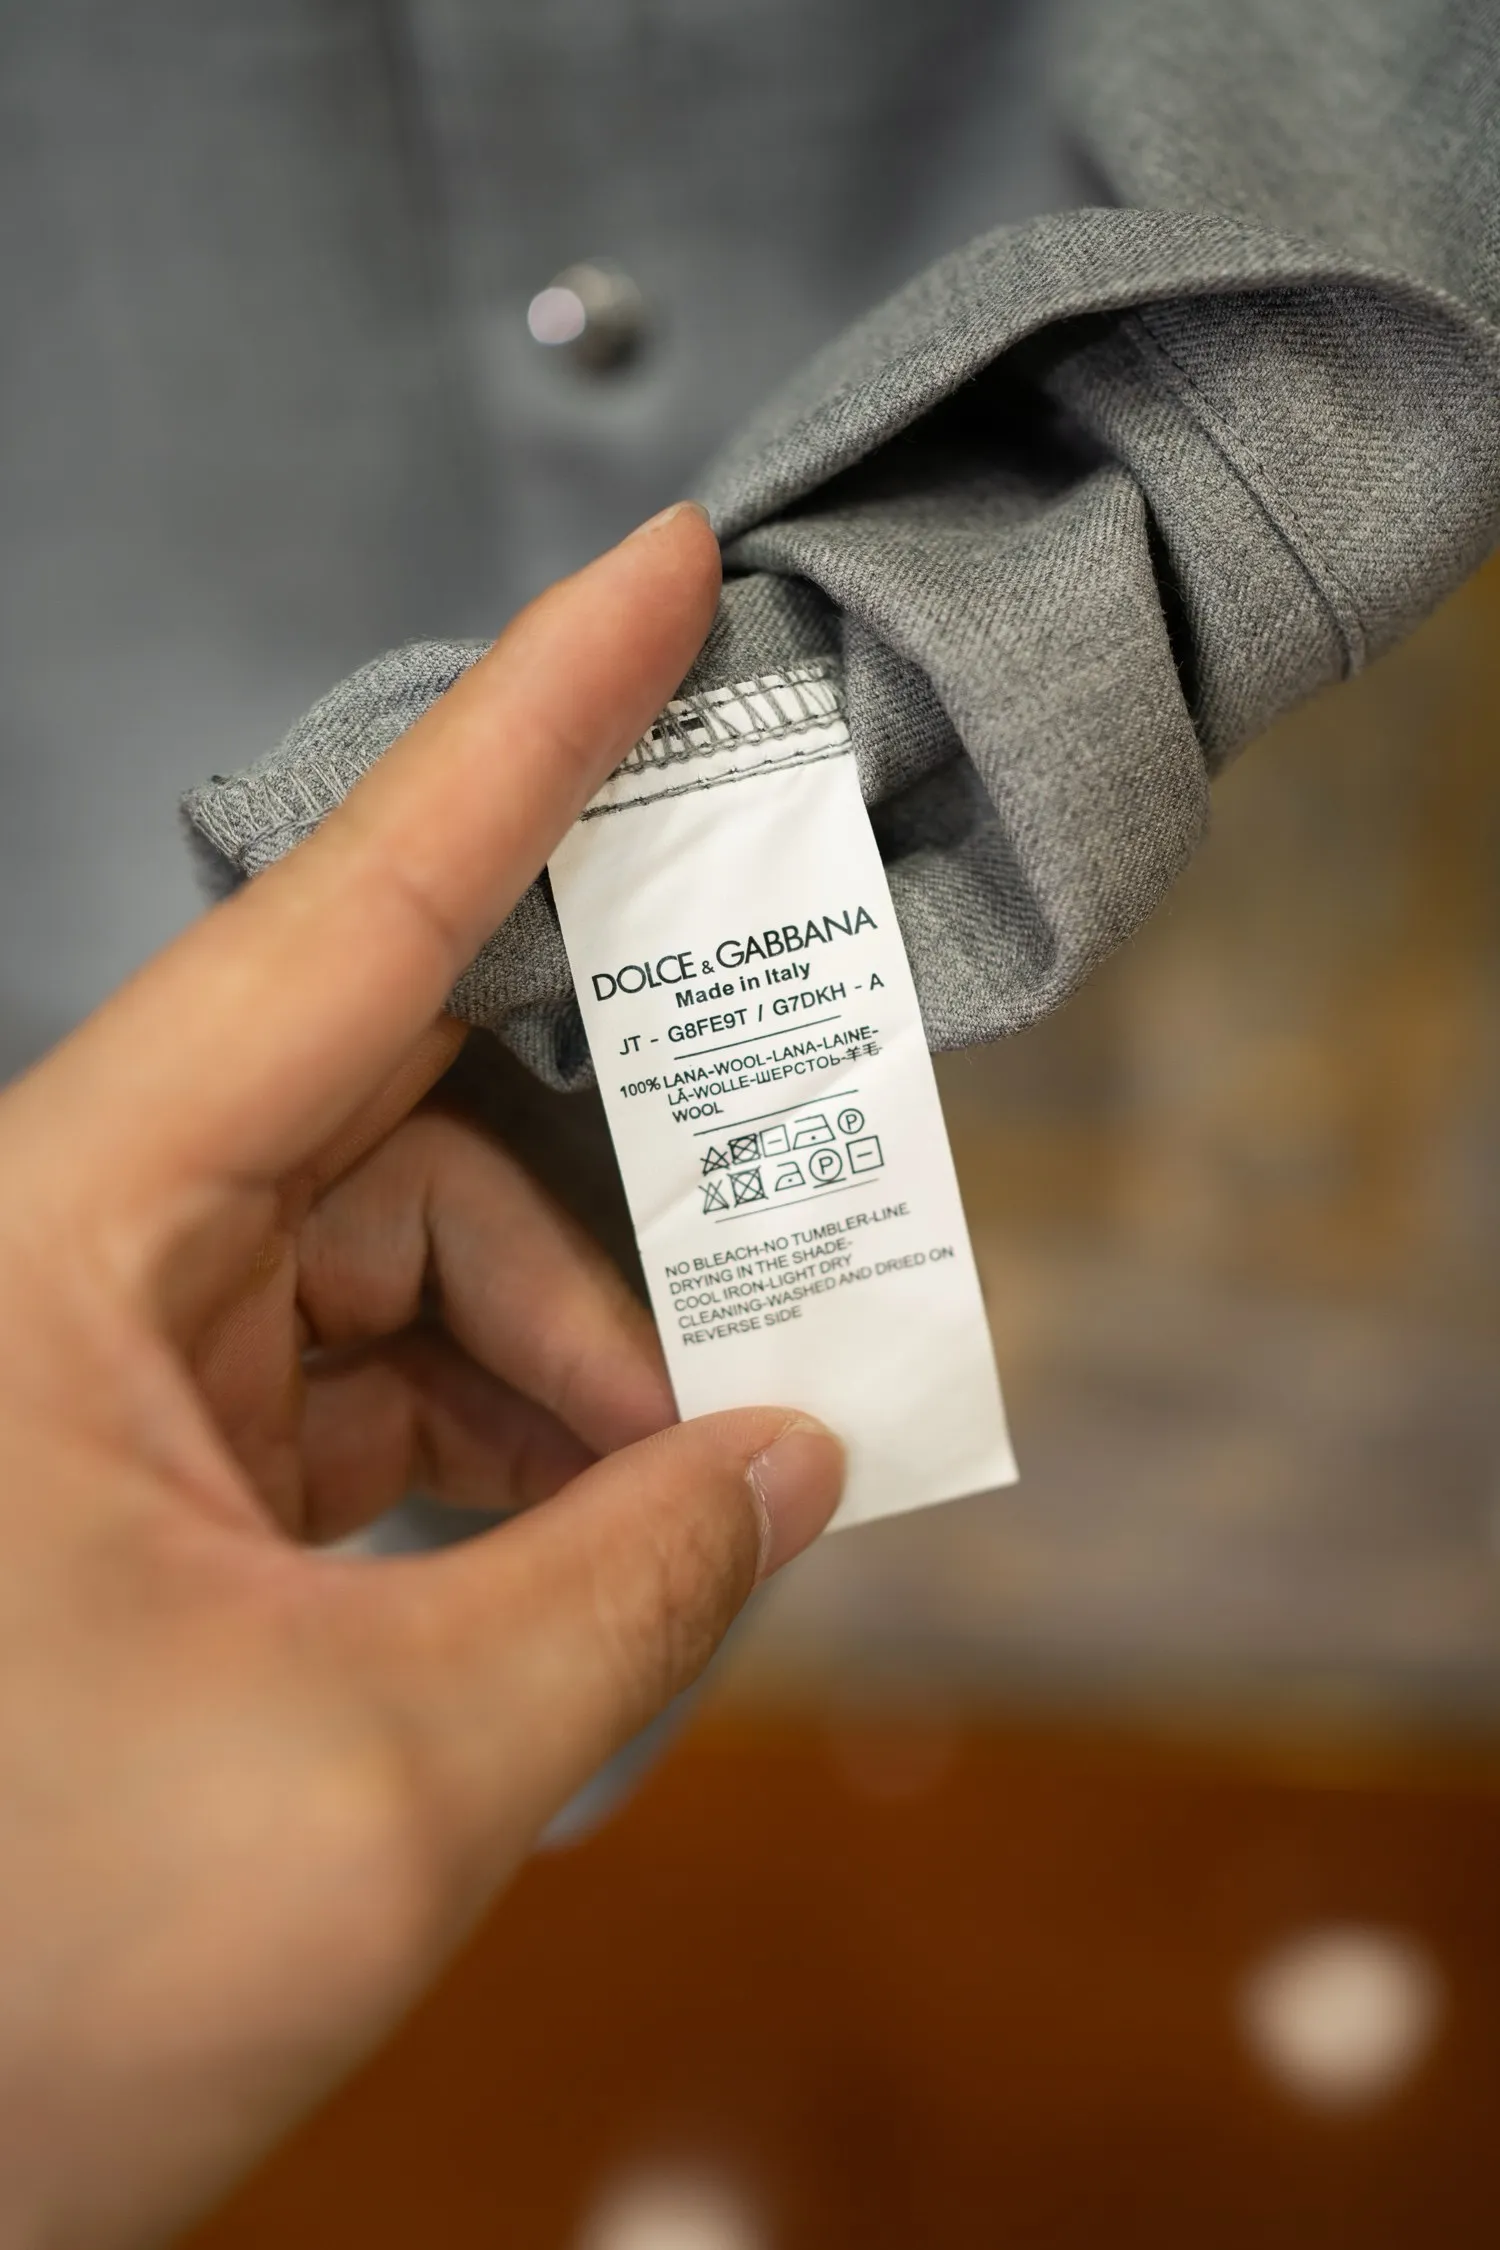 DOLCE & GABBANA
Made in Italy
JT - G8FE9T / G7DKH - A
100% LANA-WOOL-LANA-LAINE-
LÃ-WOLLE-ШЕРСТОЬ-羊毛-
WOOL
P
P
NO BLEACH-NO TUMBLER-LINE
DRYING IN THE SHADE-
COOL IRON-LIGHT DRY
CLEANING-WASHED AND DRIED ON
REVERSE SIDE